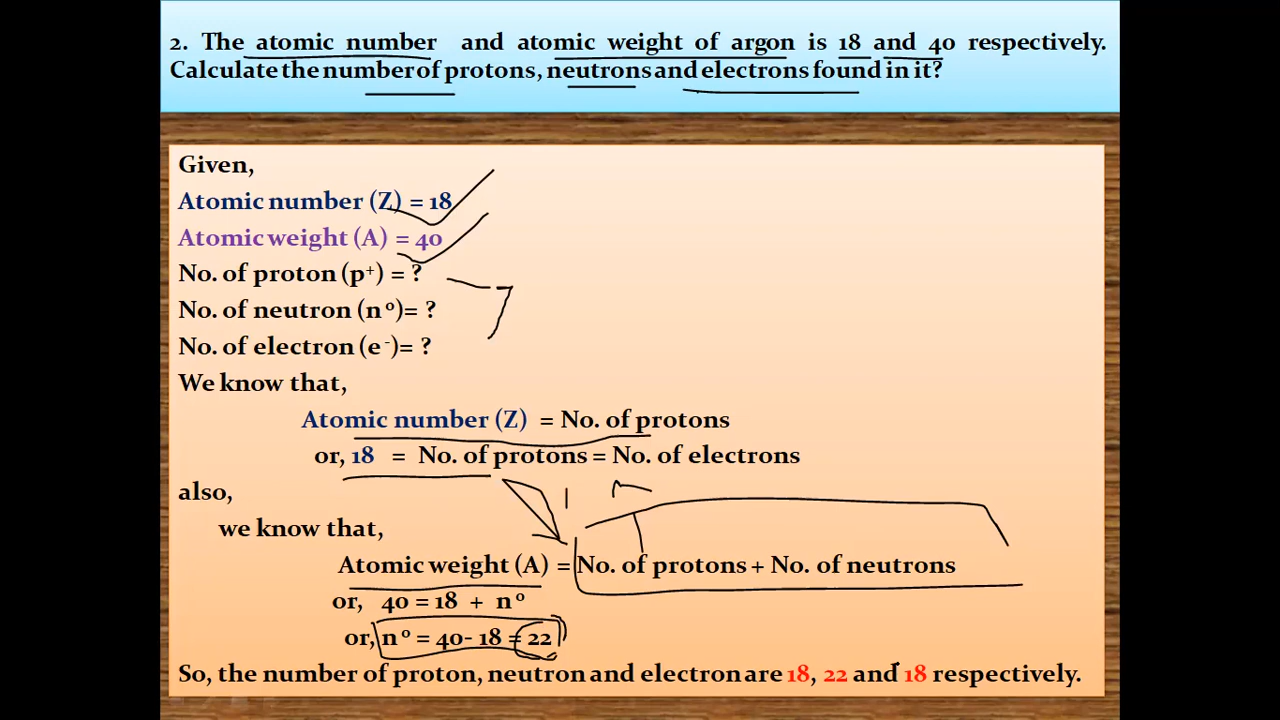 2. The atomic number and atomic weight of argon is 18 and 40 respectively.
Calculate the number of protons, neutrons and electrons found in it?
Given,
Atomic number (Z) = 18
Atomic weight (A) = 40
No. of proton (p⁺) = ?
No. of neutron (n⁰)= ?
No. of electron (e⁻)= ?
We know that,
Atomic number (Z) = No. of protons
or, 18 = No. of protons = No. of electrons
also,
we know that,
Atomic weight (A) = No. of protons + No. of neutrons
or, 40 = 18 + n⁰
or, n⁰ = 40- 18 = 22
So, the number of proton, neutron and electron are 18, 22 and 18 respectively.